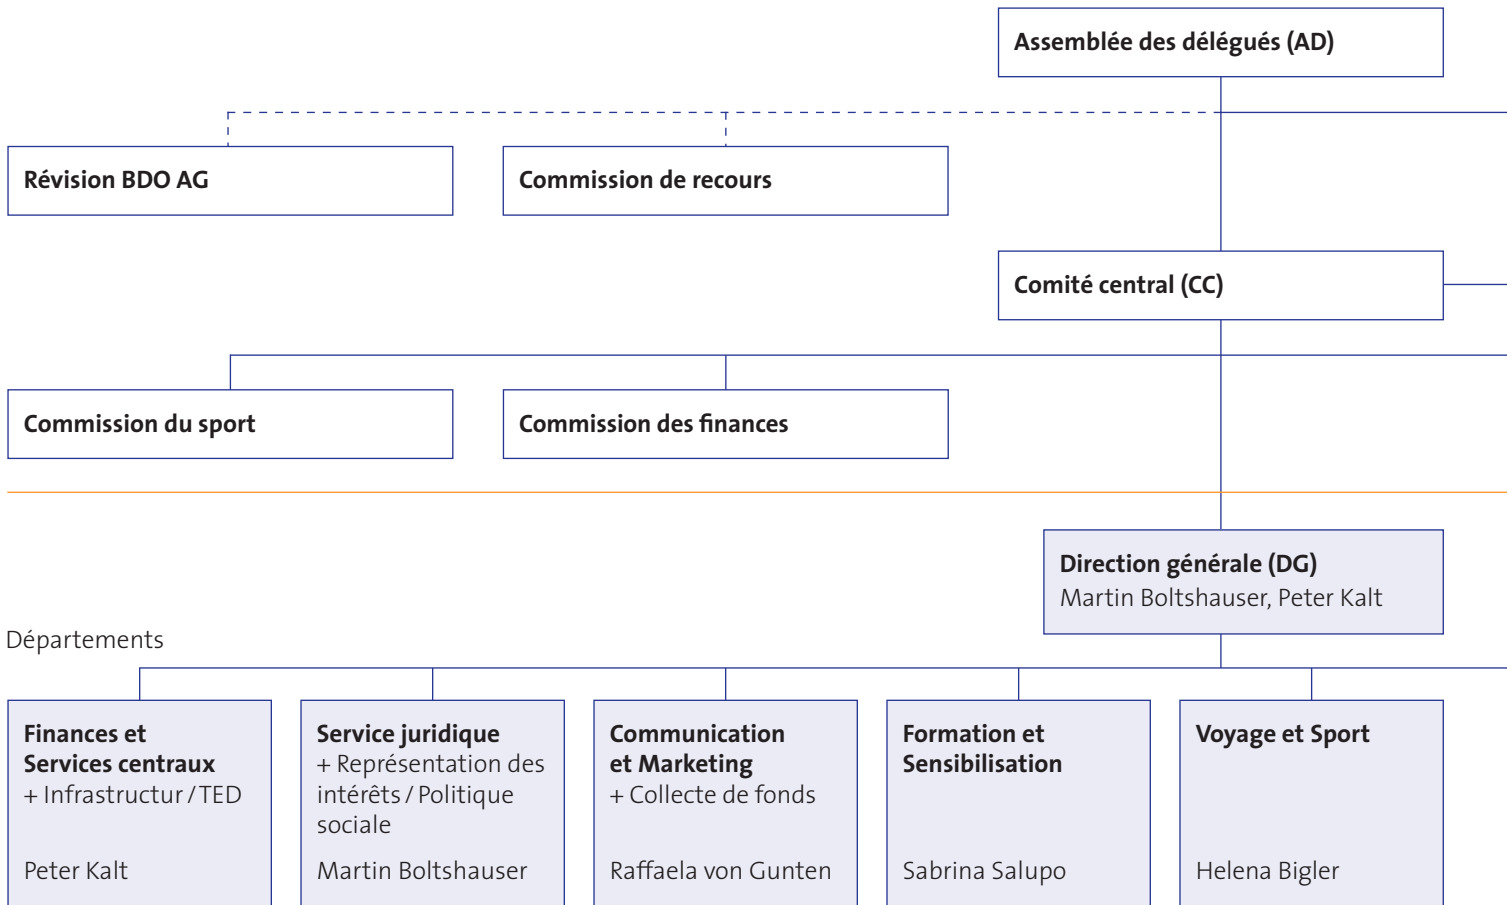 Assemblée des délégués (AD)
Révision BDO AG
Commission de recours
Comité central (CC)
Commission du sport
Commission des finances
Direction générale (DG)
Martin Boltshauser, Peter Kalt
Départements
Finances et
Services centraux
+ Infrastructur / TED
Peter Kalt
Service juridique
+ Représentation des
intérêts / Politique
sociale
Martin Boltshauser
Communication
et Marketing
+ Collecte de fonds
Raffaela von Gunten
Formation et
Sensibilisation
Sabrina Salupo
Voyage et Sport
Helena Bigler